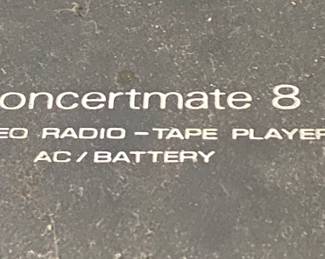 oncertmate 8
EO RADIO – TAPE PLAYER
AC / BATTERY